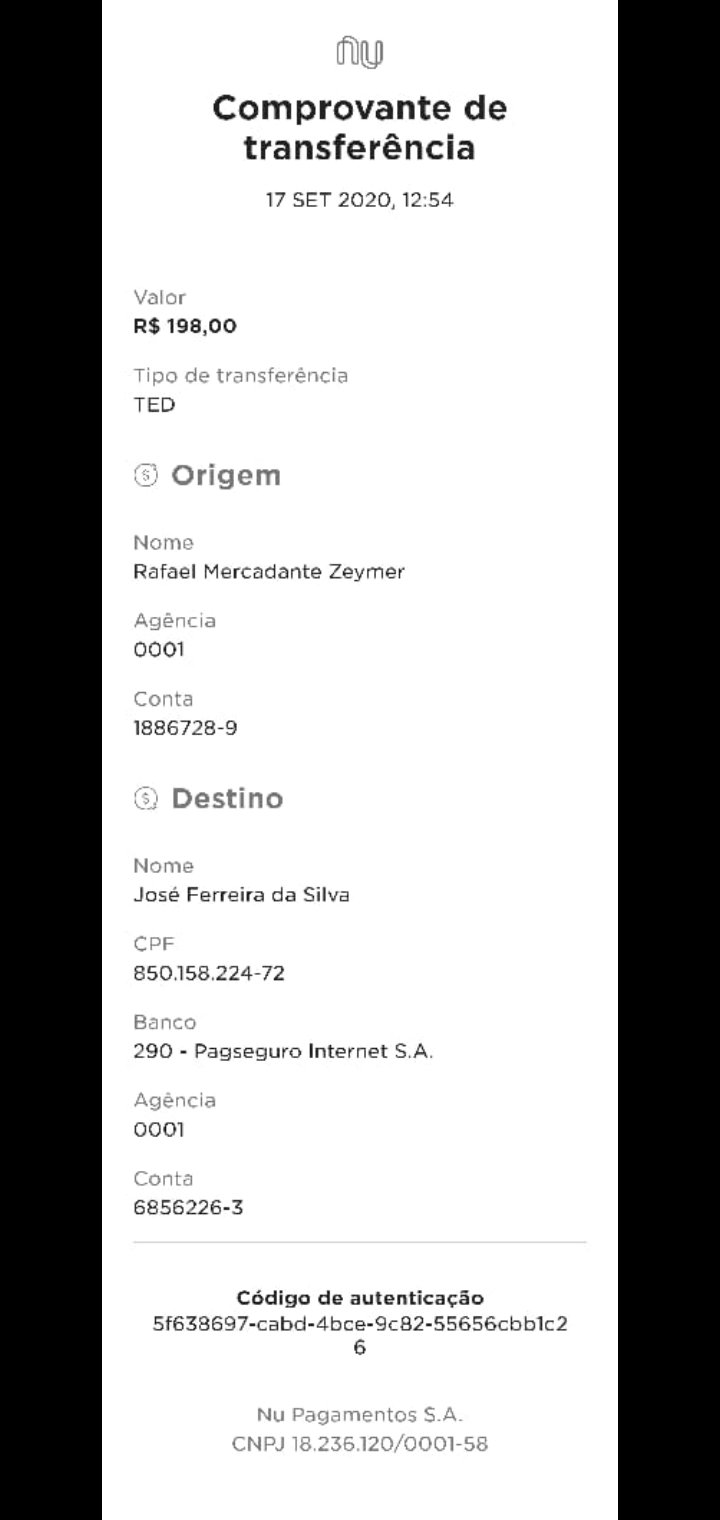 nu
Comprovante de
transferência
17 SET 2020, 12:54
Valor
R$ 198,00
Tipo de transferência
TED
Origem
Nome
Rafael Mercadante Zeymer
Agência
0001
Conta
1886728-9
Destino
Nome
José Ferreira da Silva
CPF
850.158.224-72
Banco
290 - Pagseguro Internet S.A.
Agência
0001
Conta
6856226-3
Código de autenticação
5f638697-cabd-4bce-9c82-55656cbb1c2
6
Nu Pagamentos S.A.
CNPJ 18.236.120/0001-58